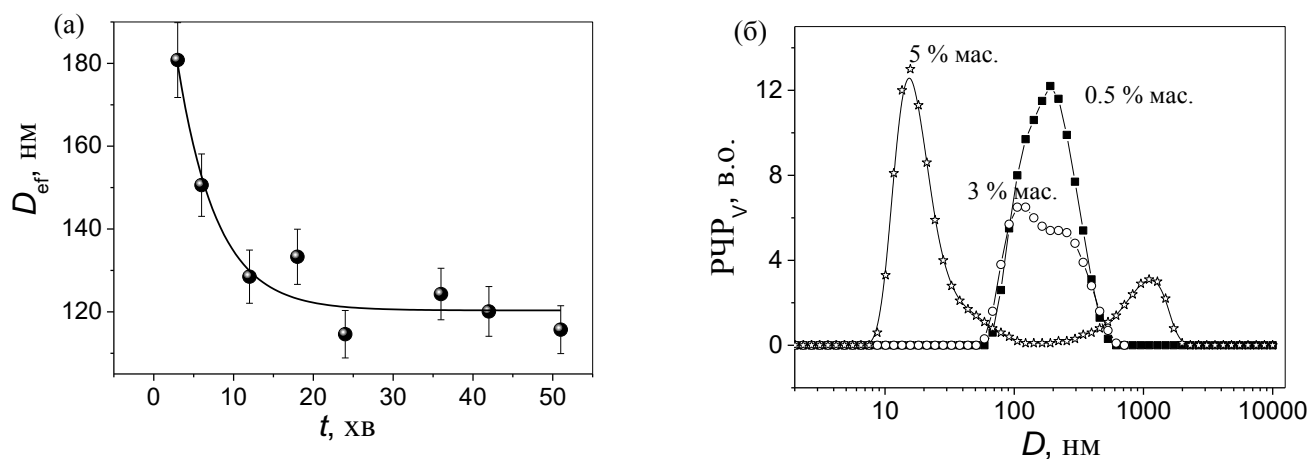 (а)
180
160
140
120
D_ef, нм
0 10 20 30 40 50
t, хв
(б)
5 % мас.
0.5 % мас.
3 % мас.
12
8
4
0
РЧР_V, в.о.
10 100 1000 10000
D, нм